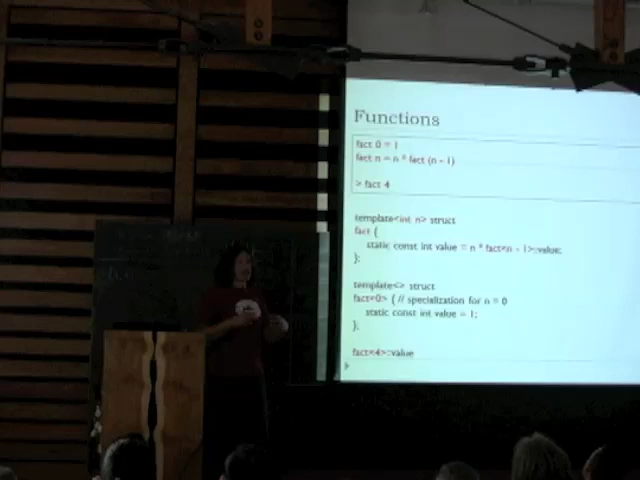 Functions
fact 0 = 1
fact n = n * fact (n - 1)
> fact 4
template<int n> struct
fact {
static const int value = n * fact<n - 1>::value;
};
template<> struct
fact<0> { // specialization for n = 0
static const int value = 1;
};
fact<4>::value